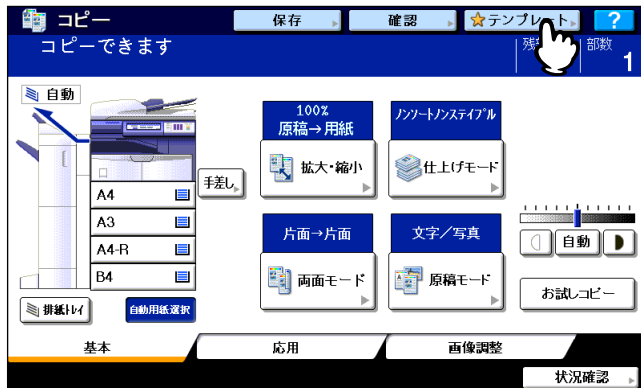 コピー
保存
確認
テンプレート
?
コピーできます
残
部数
1
自動
A4
A3
A4-R
B4
手差し
排紙トレイ
自動用紙選択
100%
原稿→用紙
拡大・縮小
ノンソートノンステイプル
仕上げモード
片面→片面
両面モード
文字/写真
原稿モード
自動
お試しコピー
基本
応用
画像調整
状況確認